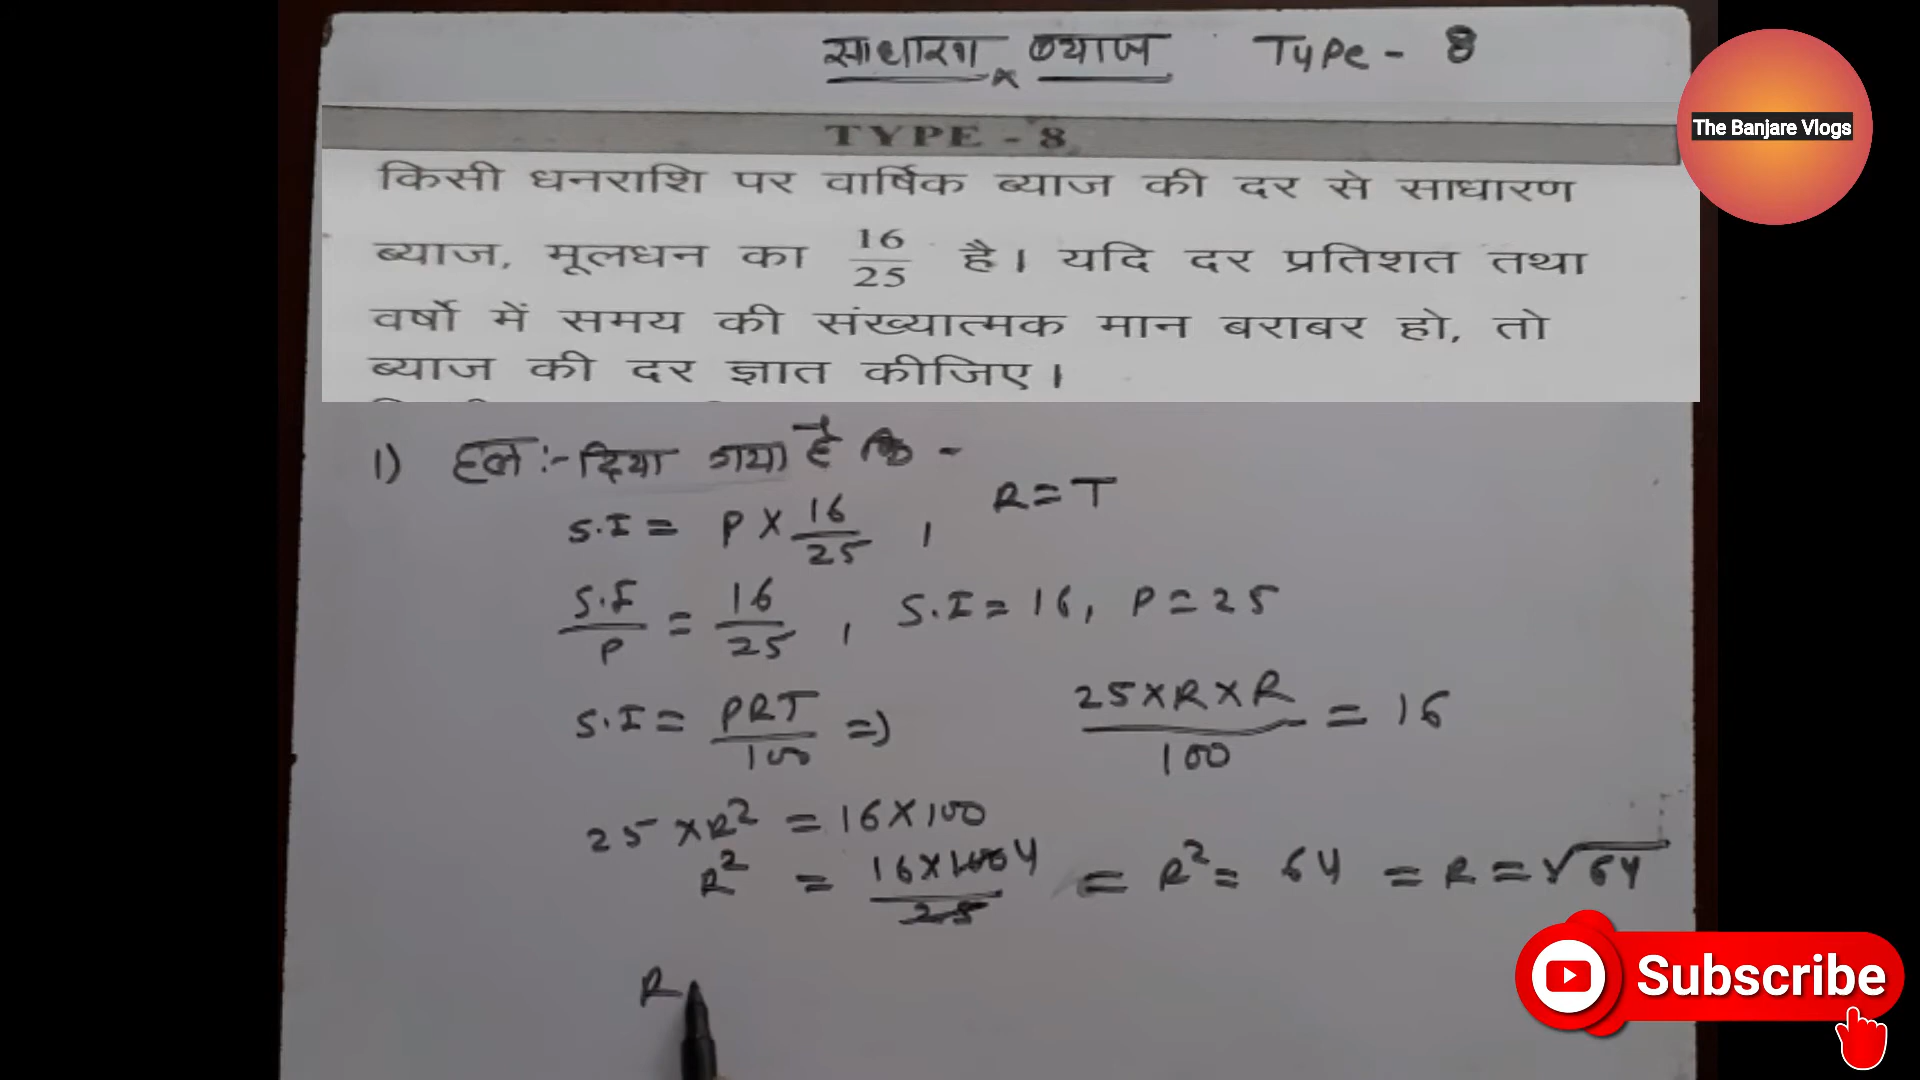 साधारण ब्याज Type - 8
The Banjare Vlogs
TYPE - 8
किसी धनराशि पर वार्षिक ब्याज की दर से साधारण
ब्याज, मूलधन का 16/25 है। यदि दर प्रतिशत तथा
वर्षो में समय की संख्यात्मक मान बराबर हो, तो
ब्याज की दर ज्ञात कीजिए।
1) हल :- दिया गया है कि -
S.I = P X 16/25 , R = T
S.I/P = 16/25 , S.I = 16, P = 25
S.I = PRT/100 => 25 X R X R/100 = 16
25 X R² = 16 X 100
R² = 16 X 100 4/25 = R² = 64 = R = √64
R
Subscribe